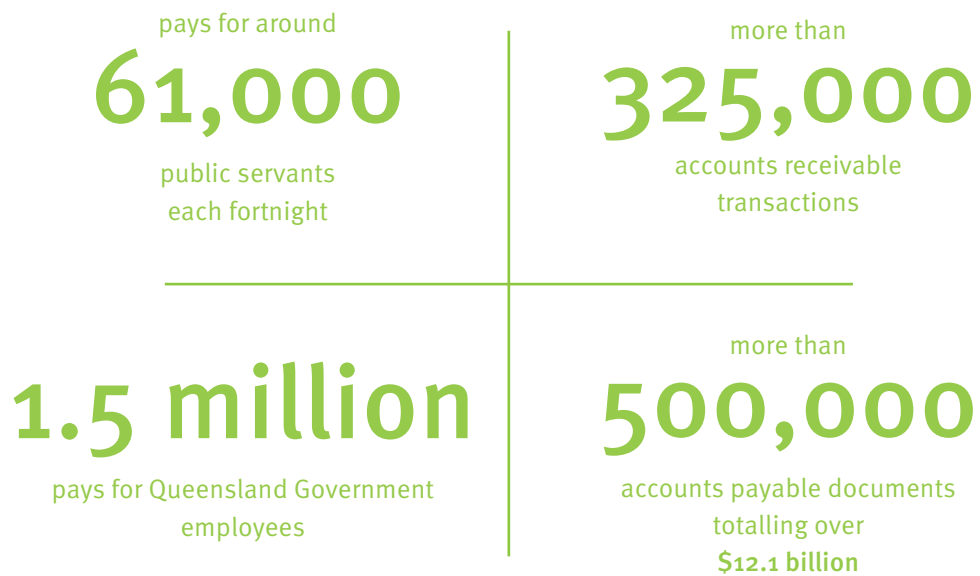 pays for around
61,000
public servants
each fortnight
more than
325,000
accounts receivable
transactions
1.5 million
pays for Queensland Government
employees
more than
500,000
accounts payable documents
totalling over
$12.1 billion